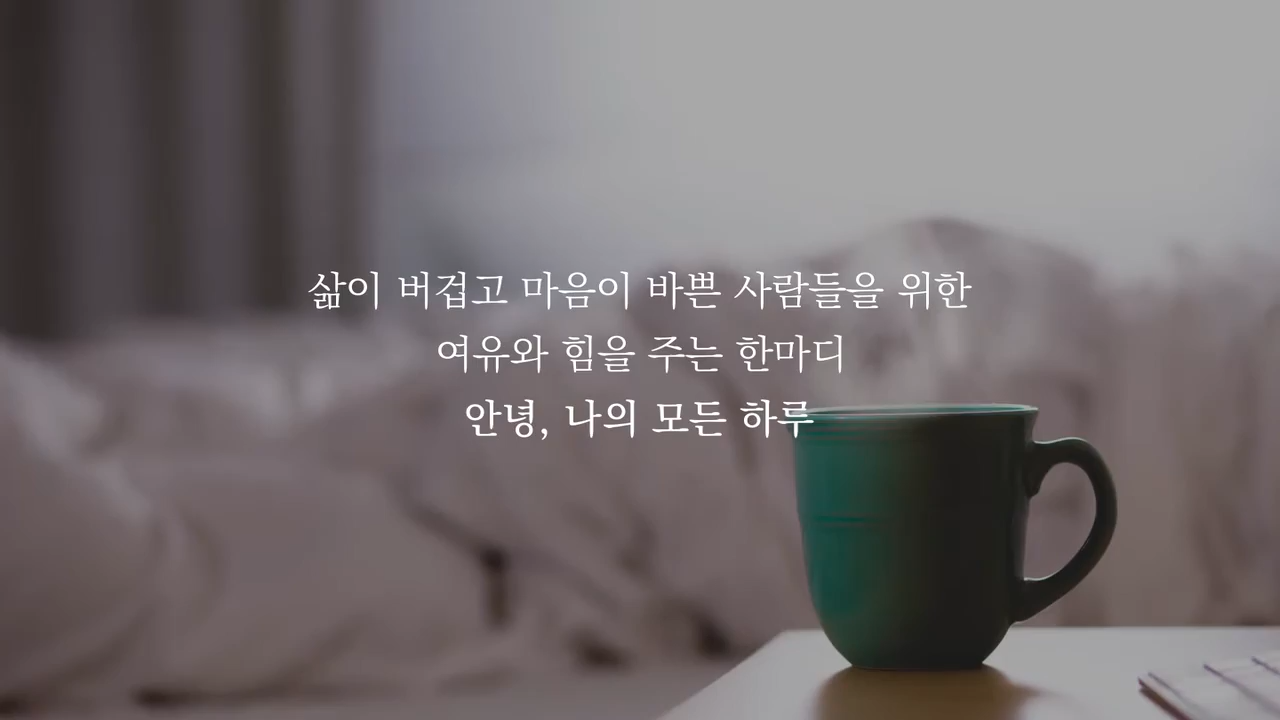 삶이 버겁고 마음이 바쁜 사람들을 위한
여유와 힘을 주는 한마디
안녕, 나의 모든 하루